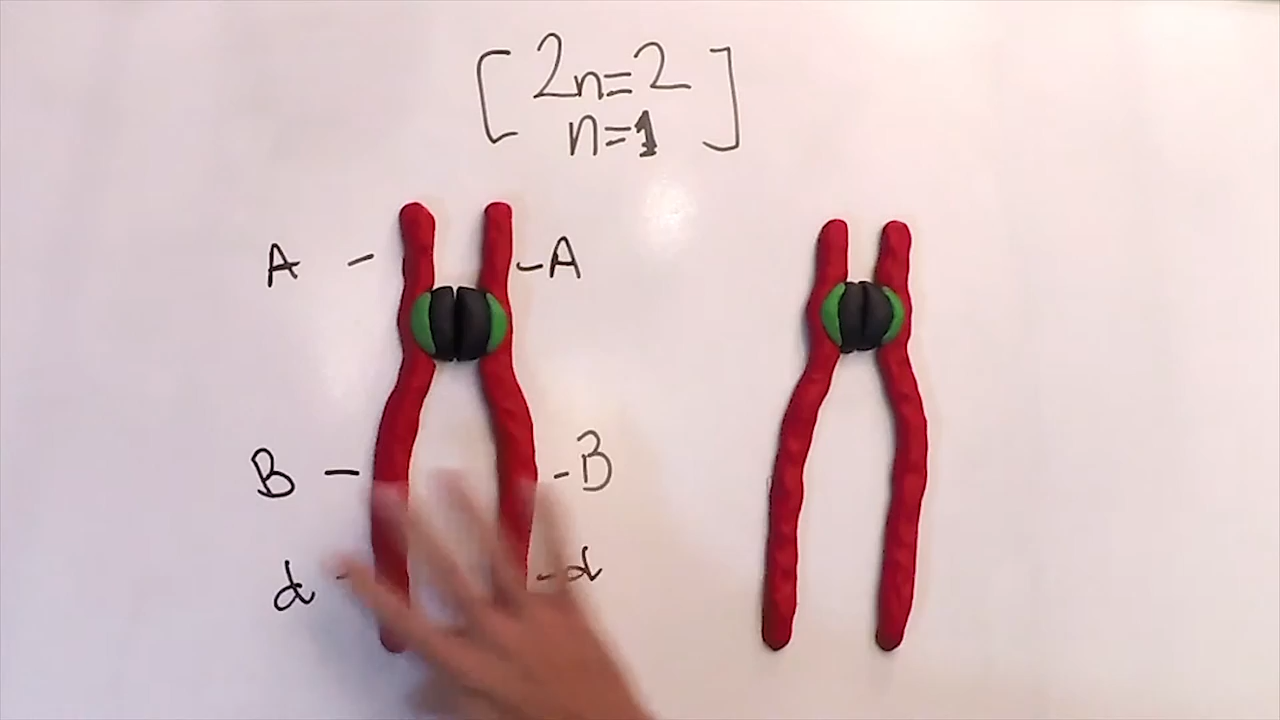 2n=2
n=1
A - - A
B - - B
d - - d